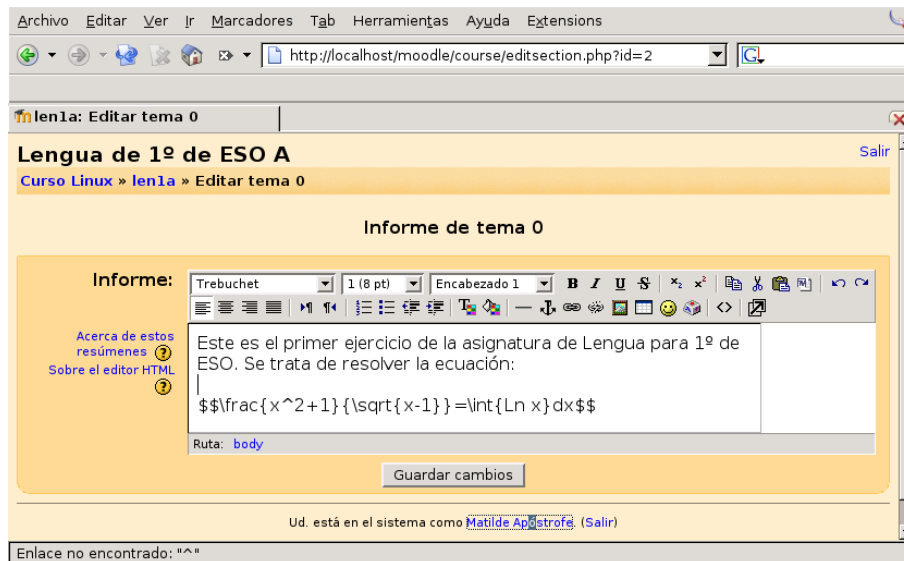 Archivo Editar Ver Ir Marcadores Tab Herramientas Ayuda Extensions
http://localhost/moodle/course/editsection.php?id=2 G
len1a: Editar tema 0
Lengua de 1º de ESO A Salir
Curso Linux » len1a » Editar tema 0
Informe de tema 0
Informe: Trebuchet 1 (8 pt) Encabezado 1 B I U S x₂ x²
Acerca de estos
resúmenes ?
Sobre el editor HTML
?
Este es el primer ejercicio de la asignatura de Lengua para 1º de
ESO. Se trata de resolver la ecuación:
$$\frac{x^2+1}{\sqrt{x-1}}=\int{Ln x}dx$$
Ruta: body
Guardar cambios
Ud. está en el sistema como Matilde Apóstrofe. (Salir)
Enlace no encontrado: "^"